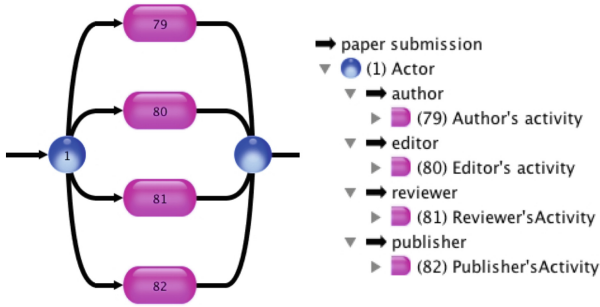 79
80
1
81
82
paper submission
(1) Actor
author
(79) Author's activity
editor
(80) Editor's activity
reviewer
(81) Reviewer'sActivity
publisher
(82) Publisher'sActivity